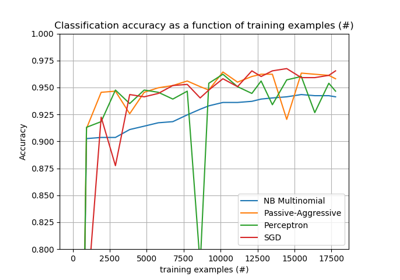 Classification accuracy as a function of training examples (#)
1.000
0.975
0.950
0.925
0.900
0.875
0.850
0.825
0.800
Accuracy
NB Multinomial
Passive-Aggressive
Perceptron
SGD
0 2500 5000 7500 10000 12500 15000 17500
training examples (#)